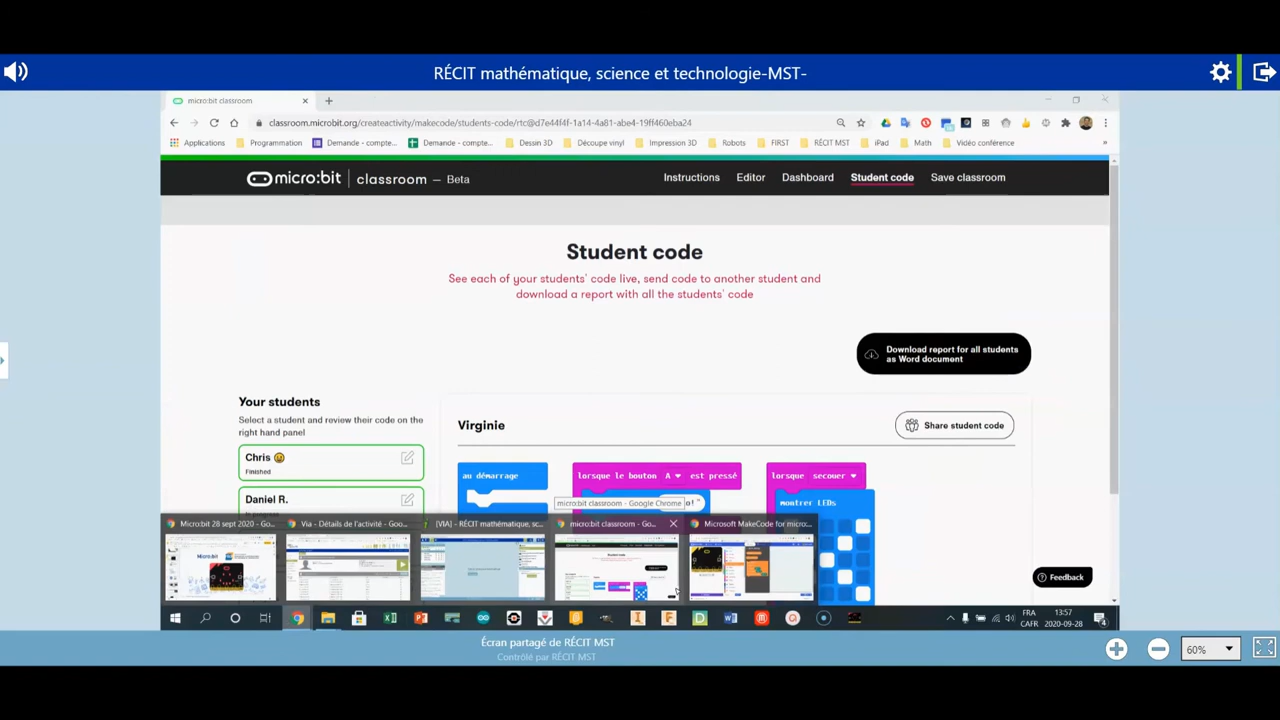 RÉCIT mathématique, science et technologie-MST-
micro:bit classroom
classroom.microbit.org/createactivity/makecode/students-code/rtc@d7e44f4f-1a14-4a81-abe4-19ff460eba24
Applications Programmation Demande - compte... Demande - compte... Dessin 3D Découpe vinyl Impression 3D Robots FIRST RÉCIT MST iPad Math Vidéo conférence »
micro:bit | classroom – Beta Instructions Editor Dashboard Student code Save classroom
Student code
See each of your students' code live, send code to another student and
download a report with all the students' code
Download report for all students
as Word document
Your students
Select a student and review their code on the
right hand panel
Chris
Finished
Daniel R.
Virginie
Share student code
au démarrage
lorsque le bouton A est pressé
lorsque secouer
montrer LEDs
micro:bit classroom - Google Chrome
Micro:bit 28 sept 2020 - Go...
Via - Détails de l'activité - Goo...
[VIA] - RÉCIT mathématique, sc...
micro:bit classroom - Goo...
Microsoft MakeCode for micro:...
Feedback
FRA
CAFR
13:57
2020-09-28
Écran partagé de RÉCIT MST
Contrôlé par RÉCIT MST
60%